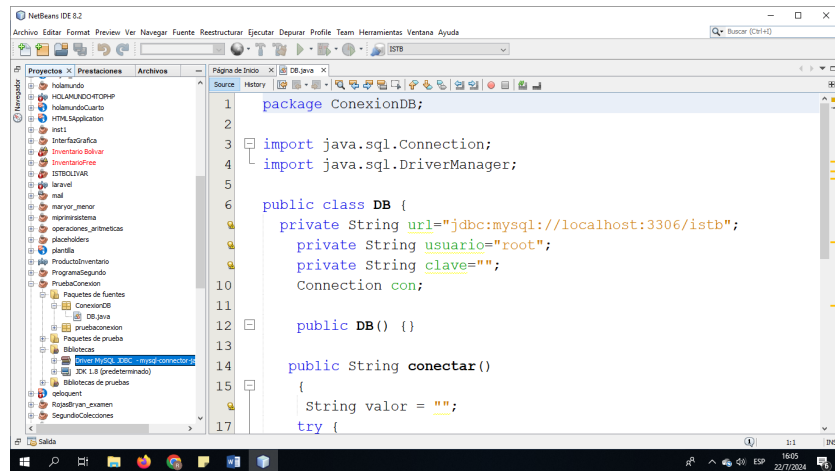 NetBeans IDE 8.2
Archivo Editar Format Preview Ver Navegar Fuente Reestructurar Ejecutar Depurar Profile Team Herramientas Ventana Ayuda
Buscar (Ctrl+I)
ISTB
Proyectos Prestaciones Archivos
Página de Inicio DB.java
Navegador
Source History
holamundo
HOLAMUNDO4TOPHP
holamundoCuarto
HTML5Application
inst1
InterfazGrafica
Inventario Bolivar
InventarioFree
ISTBOLIVAR
laravel
mail
maryor_menor
miprimirsistema
operaciones_aritmeticas
placeholders
plantilla
ProductoInventario
ProgramaSegundo
PruebaConexion
Paquetes de fuentes
ConexionDB
DB.java
pruebaconexion
Paquetes de prueba
Bibliotecas
Driver MySQL JDBC - mysql-connector-ja
JDK 1.8 (predeterminado)
Bibliotecas de pruebas
qeloquent
RojasBryan_examen
SegundioColecciones
1 package ConexionDB;
2
3 import java.sql.Connection;
4 import java.sql.DriverManager;
5
6 public class DB {
private String url="jdbc:mysql://localhost:3306/istb";
private String usuario="root";
private String clave="";
10 Connection con;
11
12 public DB() {}
13
14 public String conectar()
15 {
String valor = "";
17 try {
Salida
1:1 INS
ESP
16:05
22/7/2024